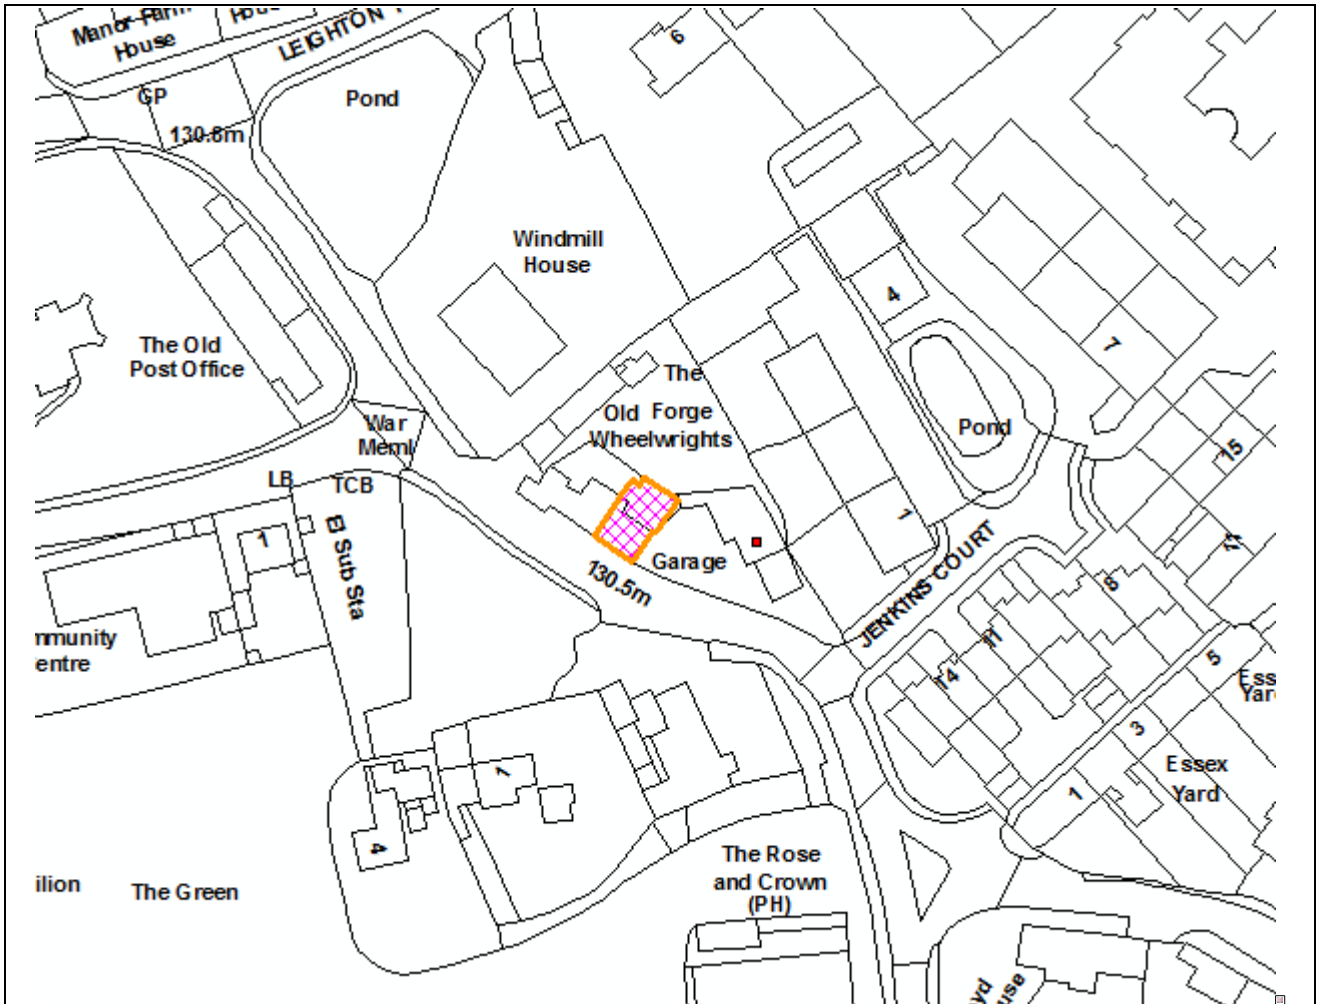 Manor Farm
House
House
LEIGHTON
6
GP
Pond
130.8m
Windmill
House
4
The Old
Post Office
7
The
Old Forge
Wheelwrights
War
Meml
Pond
15
LB
TCB
1
El Sub Sta
1
11
Garage
130.5m
JENKINS COURT
8
mmunity
entre
11
14
5
Ess
Yar
3
Essex
Yard
1
1
4
The Rose
and Crown
(PH)
ilion
The Green
yd
use